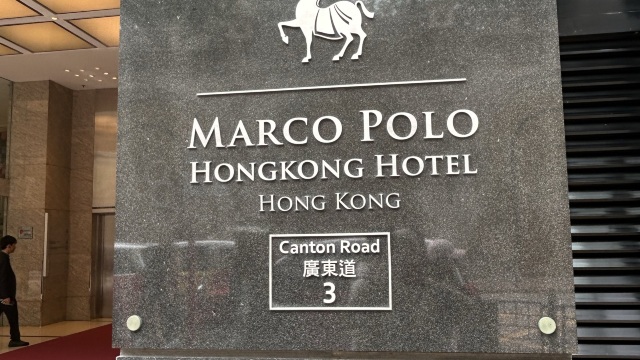 MARCO POLO
HONGKONG HOTEL
HONG KONG
Canton Road
廣東道
3